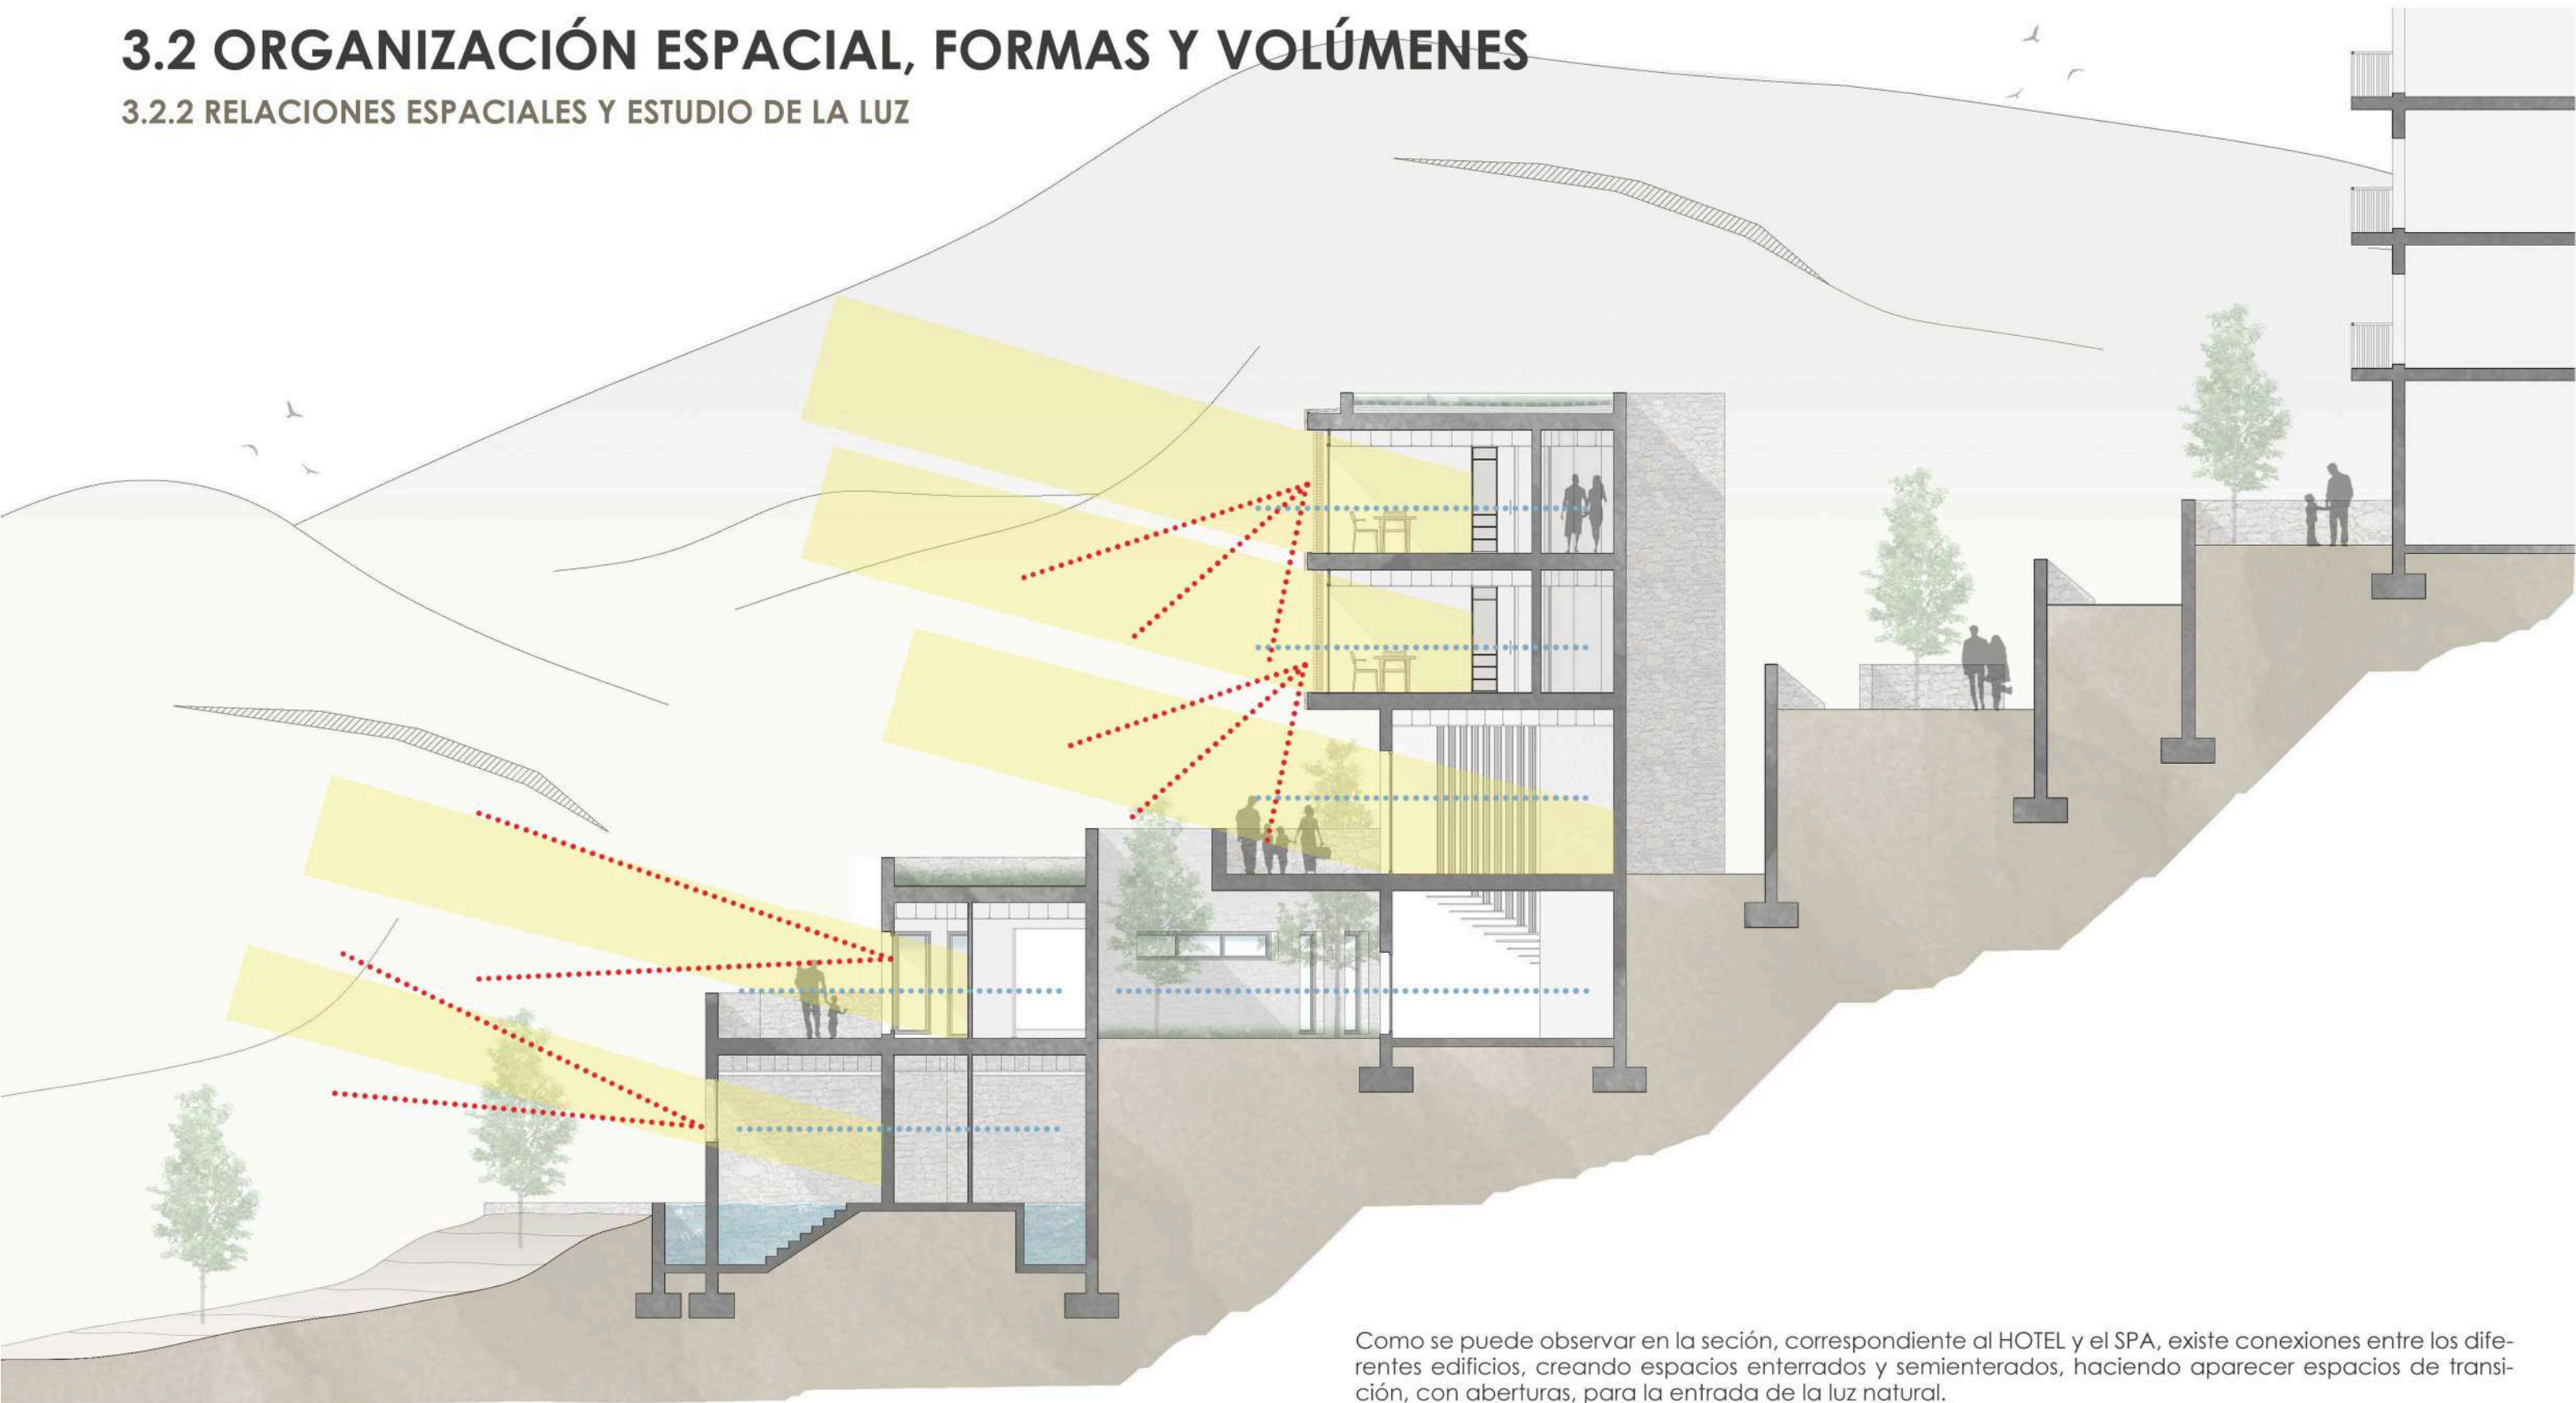 3.2 ORGANIZACIÓN ESPACIAL, FORMAS Y VOLÚMENES
3.2.2 RELACIONES ESPACIALES Y ESTUDIO DE LA LUZ
Como se puede observar en la seción, correspondiente al HOTEL y el SPA, existe conexiones entre los dife-
rentes edificios, creando espacios enterrados y semienterados, haciendo aparecer espacios de transi-
ción, con aberturas, para la entrada de la luz natural.